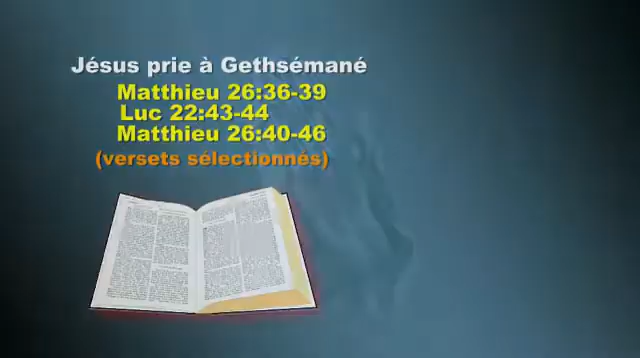 Jésus prie à Gethsémané
Matthieu 26:36-39
Luc 22:43-44
Matthieu 26:40-46
(versets sélectionnés)